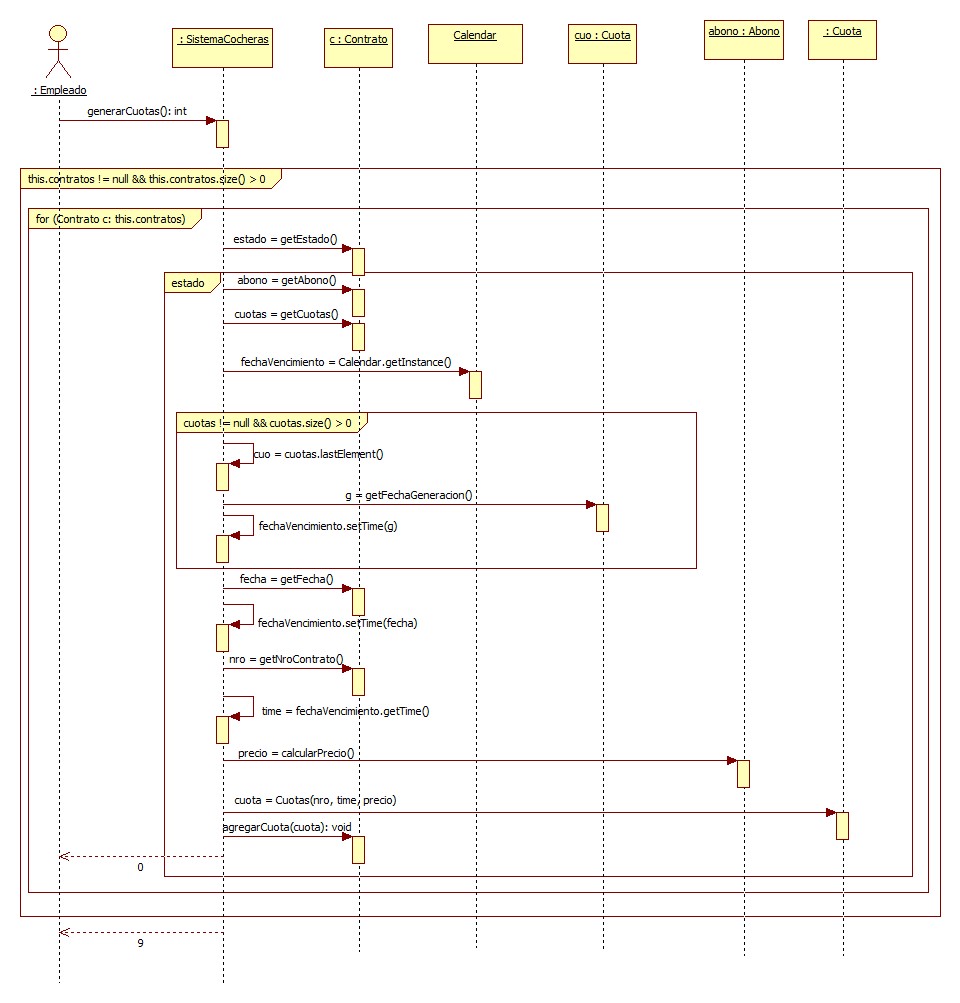 : SistemaCocheras
c : Contrato
Calendar
cuo : Cuota
abono : Abono
: Cuota
: Empleado
generarCuotas(): int
this.contratos != null && this.contratos.size() > 0
for (Contrato c: this.contratos)
estado = getEstado()
estado
abono = getAbono()
cuotas = getCuotas()
fechaVencimiento = Calendar.getInstance()
cuotas != null && cuotas.size() > 0
cuo = cuotas.lastElement()
g = getFechaGeneracion()
fechaVencimiento.setTime(g)
fecha = getFecha()
fechaVencimiento.setTime(fecha)
nro = getNroContrato()
time = fechaVencimiento.getTime()
precio = calcularPrecio()
cuota = Cuotas(nro, time, precio)
agregarCuota(cuota): void
0
9